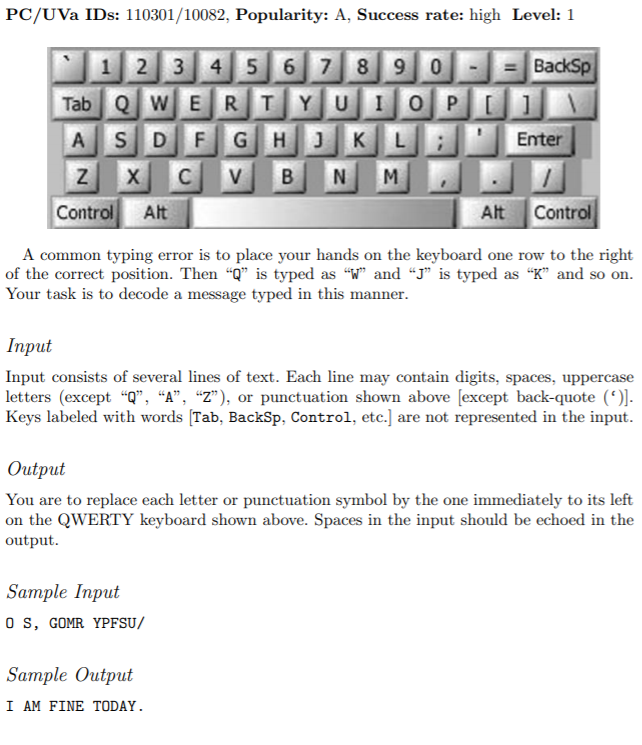 PC/UVa IDs: 110301/10082, Popularity: A, Success rate: high Level: 1
` 1 2 3 4 5 6 7 8 9 0 - = BackSp
Tab Q W E R T Y U I O P [ ] \
A S D F G H J K L ; ' Enter
Z X C V B N M , . /
Control Alt Alt Control
A common typing error is to place your hands on the keyboard one row to the right
of the correct position. Then “Q” is typed as “W” and “J” is typed as “K” and so on.
Your task is to decode a message typed in this manner.
Input
Input consists of several lines of text. Each line may contain digits, spaces, uppercase
letters (except “Q”, “A”, “Z”), or punctuation shown above [except back-quote (‘)].
Keys labeled with words [Tab, BackSp, Control, etc.] are not represented in the input.
Output
You are to replace each letter or punctuation symbol by the one immediately to its left
on the QWERTY keyboard shown above. Spaces in the input should be echoed in the
output.
Sample Input
O S, GOMR YPFSU/
Sample Output
I AM FINE TODAY.